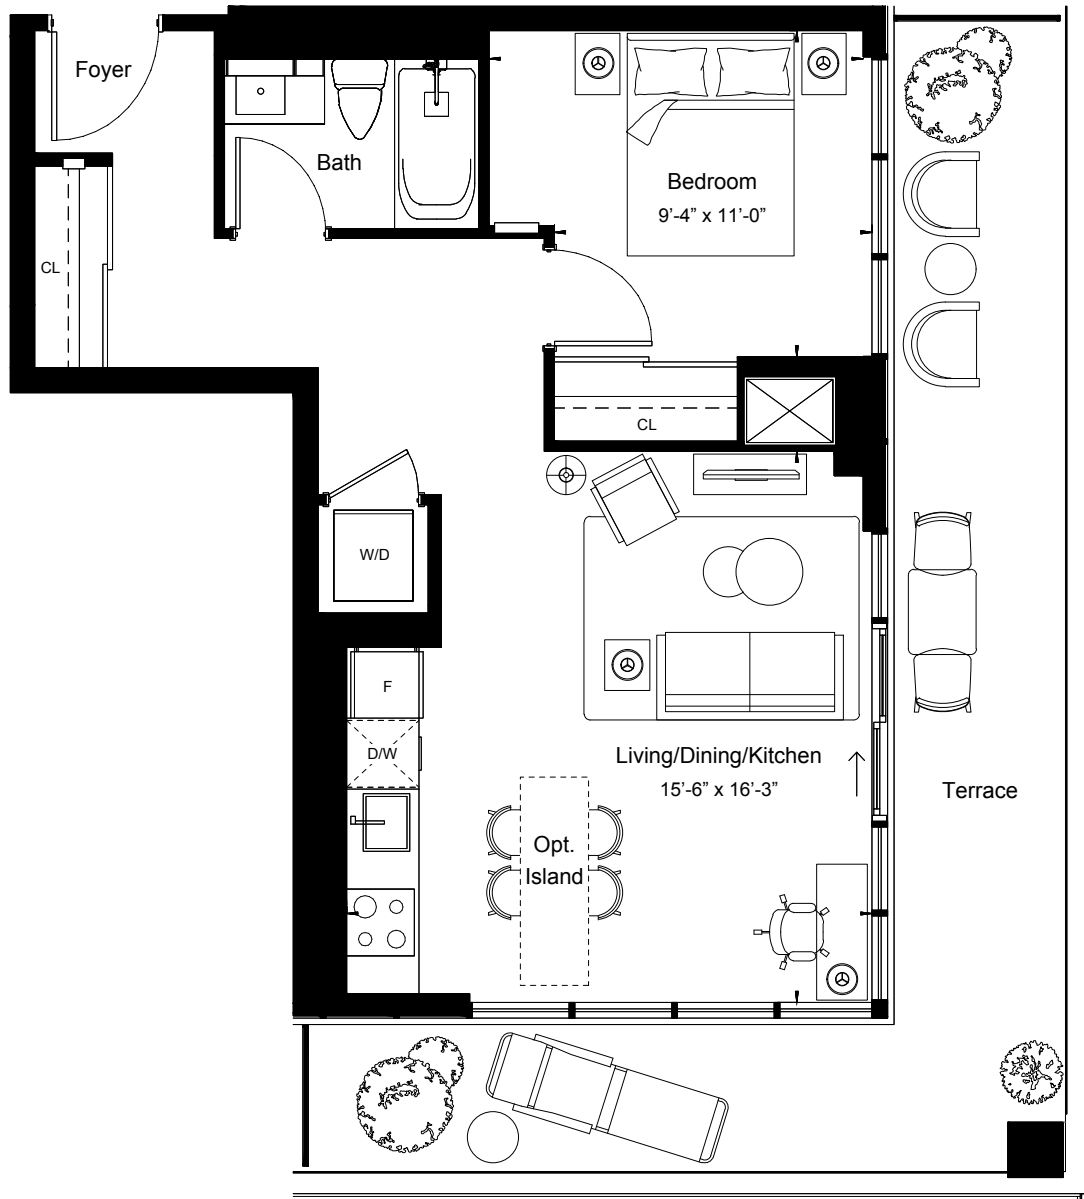 Foyer
Bath
Bedroom
9’-4” x 11’-0”
CL
CL
W/D
F
D/W
Living/Dining/Kitchen
15’-6” x 16’-3”
Terrace
Opt.
Island